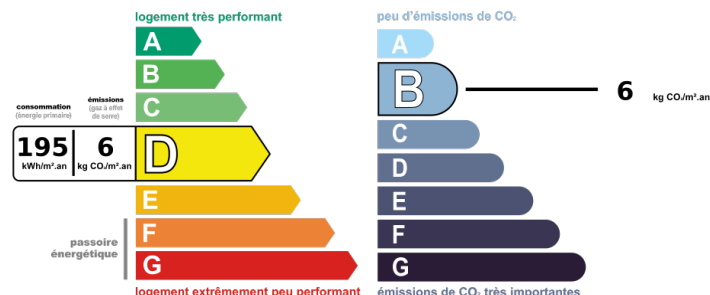 logement très performant
A
B
C
consommation
(énergie primaire)
émissions
(gaz à effet
de serre)
195
kWh/m².an
6
kg CO₂/m².an
D
E
F
G
passoire
énergétique
logement extrêmement peu performant
peu d'émissions de CO₂
A
B
6
kg CO₂/m².an
C
D
E
F
G
émissions de CO₂ très importantes